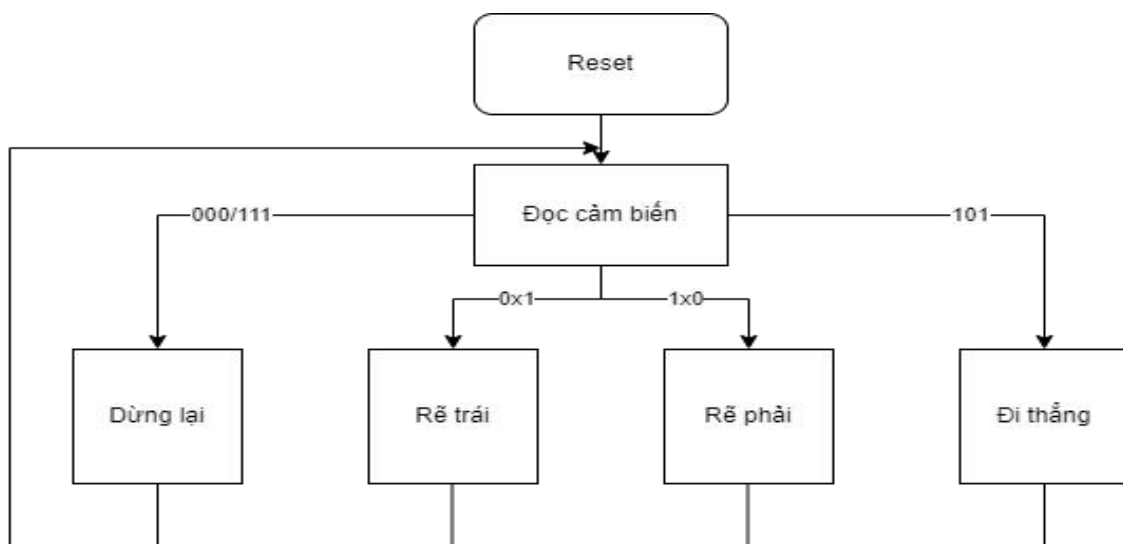 Reset
Đọc cảm biến
000/111
101
0x1
1x0
Dừng lại
Rẽ trái
Rẽ phải
Đi thẳng